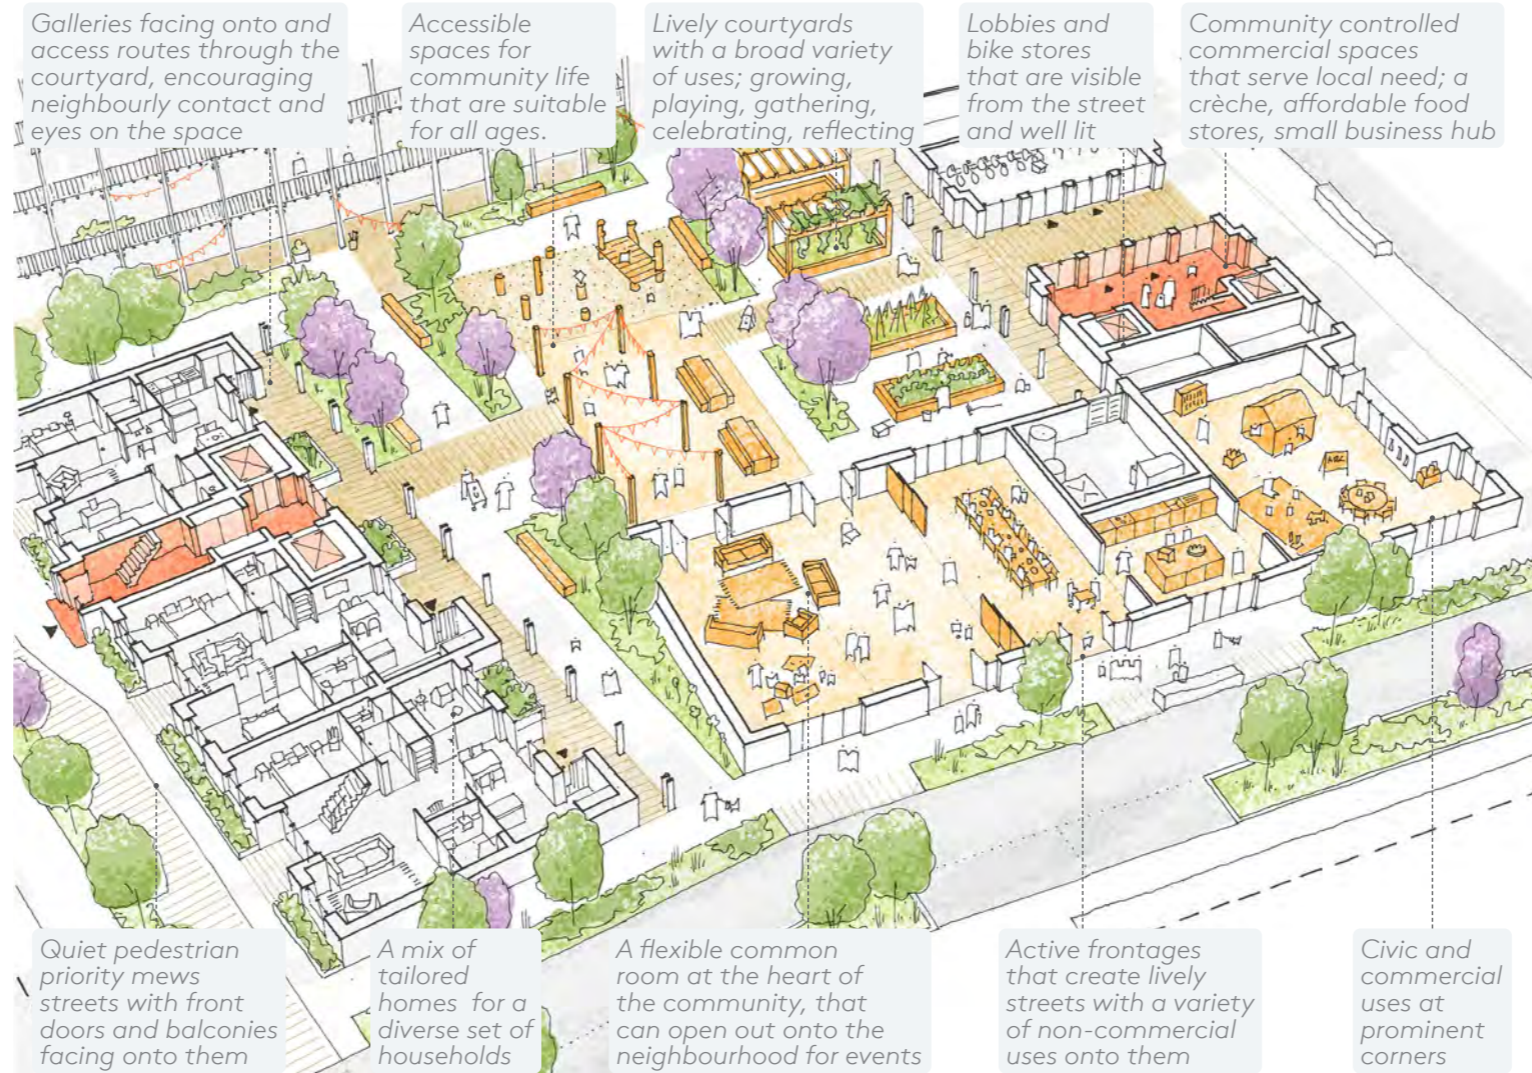 Galleries facing onto and
access routes through the
courtyard, encouraging
neighbourly contact and
eyes on the space
Accessible
spaces for
community life
that are suitable
for all ages.
Lively courtyards
with a broad variety
of uses; growing,
playing, gathering,
celebrating, reflecting
Lobbies and
bike stores
that are visible
from the street
and well lit
Community controlled
commercial spaces
that serve local need; a
crèche, affordable food
stores, small business hub
ABC
Quiet pedestrian
priority mews
streets with front
doors and balconies
facing onto them
A mix of
tailored
homes for a
diverse set of
households
A flexible common
room at the heart of
the community, that
can open out onto the
neighbourhood for events
Active frontages
that create lively
streets with a variety
of non-commercial
uses onto them
Civic and
commercial
uses at
prominent
corners